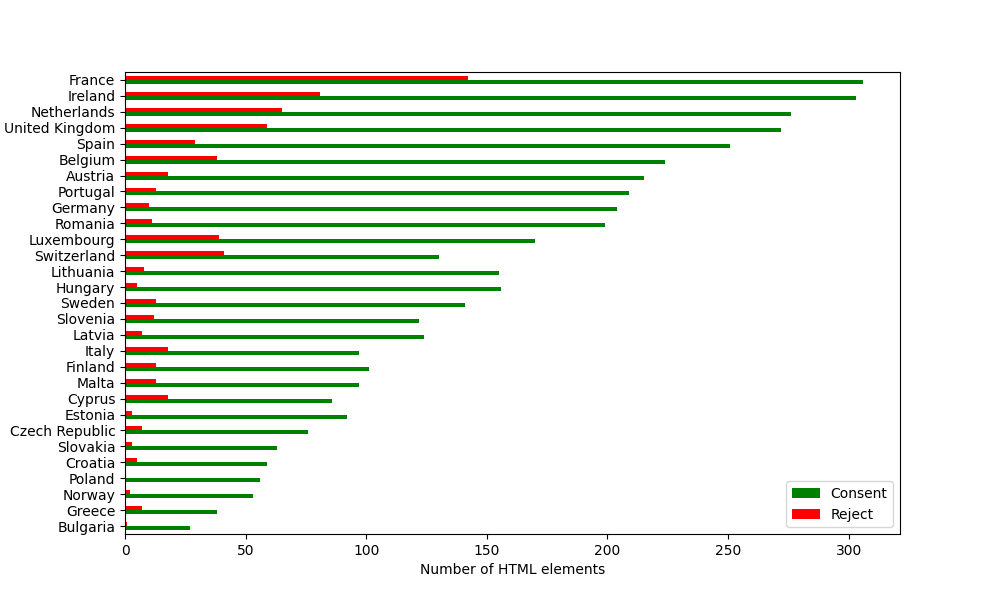 France
Ireland
Netherlands
United Kingdom
Spain
Belgium
Austria
Portugal
Germany
Romania
Luxembourg
Switzerland
Lithuania
Hungary
Sweden
Slovenia
Latvia
Italy
Finland
Malta
Cyprus
Estonia
Czech Republic
Slovakia
Croatia
Poland
Norway
Greece
Bulgaria
Consent
Reject
0 50 100 150 200 250 300
Number of HTML elements